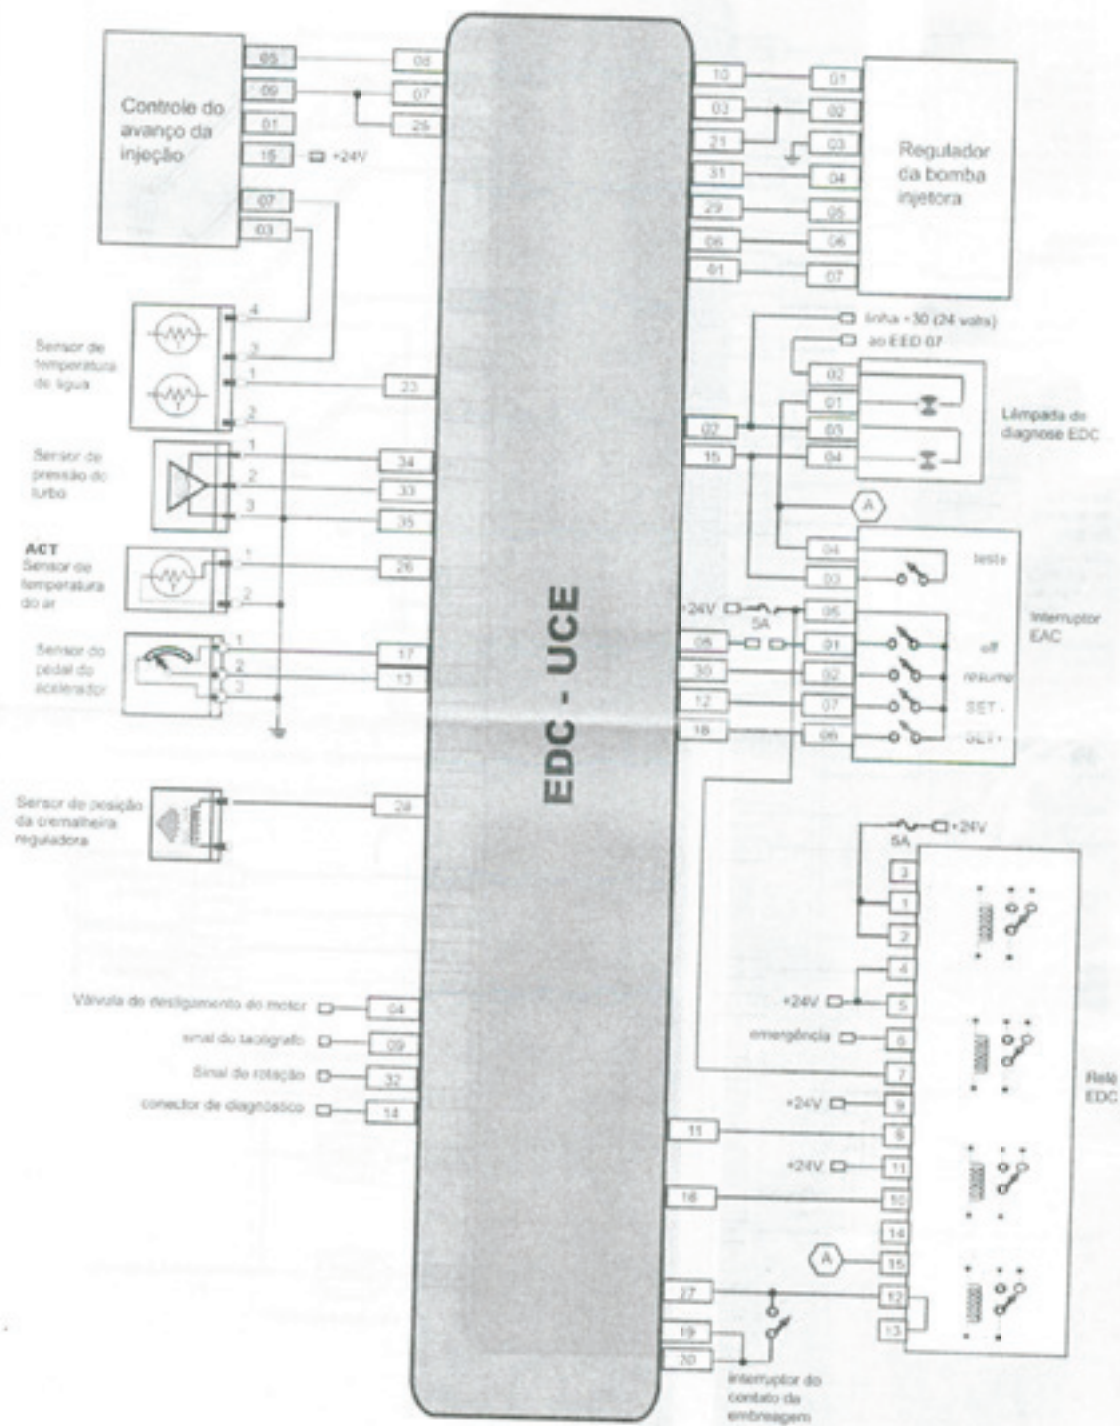 Controle do
avanço da
injeção
05
09
01
15
+24V
07
03
08
07
25
10
03
21
31
29
06
01
01
02
03
04
05
06
07
Regulador
da bomba
injetora
Sensor de
temperatura
de água
4
3
1
2
23
linha +30 (24 volts)
ao EED 07
02
01
03
04
Lâmpada de
diagnose EDC
02
15
A
Sensor de
pressão do
turbo
1
2
3
34
33
35
ACT
Sensor de
temperatura
do ar
1
2
26
Sensor do
pedal do
acelerador
1
2
3
17
13
EDC - UCE
04
03
teste
+24V
5A
05
05
01
off
30
02
resume
12
07
SET -
18
06
SET+
Interruptor
EAC
Sensor de posição
da cremalheira
reguladora
24
5A
+24V
3
1
2
4
+24V
5
emergência
6
7
+24V
9
8
+24V
11
10
14
A
15
12
13
Relé
EDC
Válvula de desligamento do motor
04
sinal do tacógrafo
09
Sinal de rotação
32
conector de diagnóstico
14
11
16
27
19
20
interruptor do
contato da
embreagem